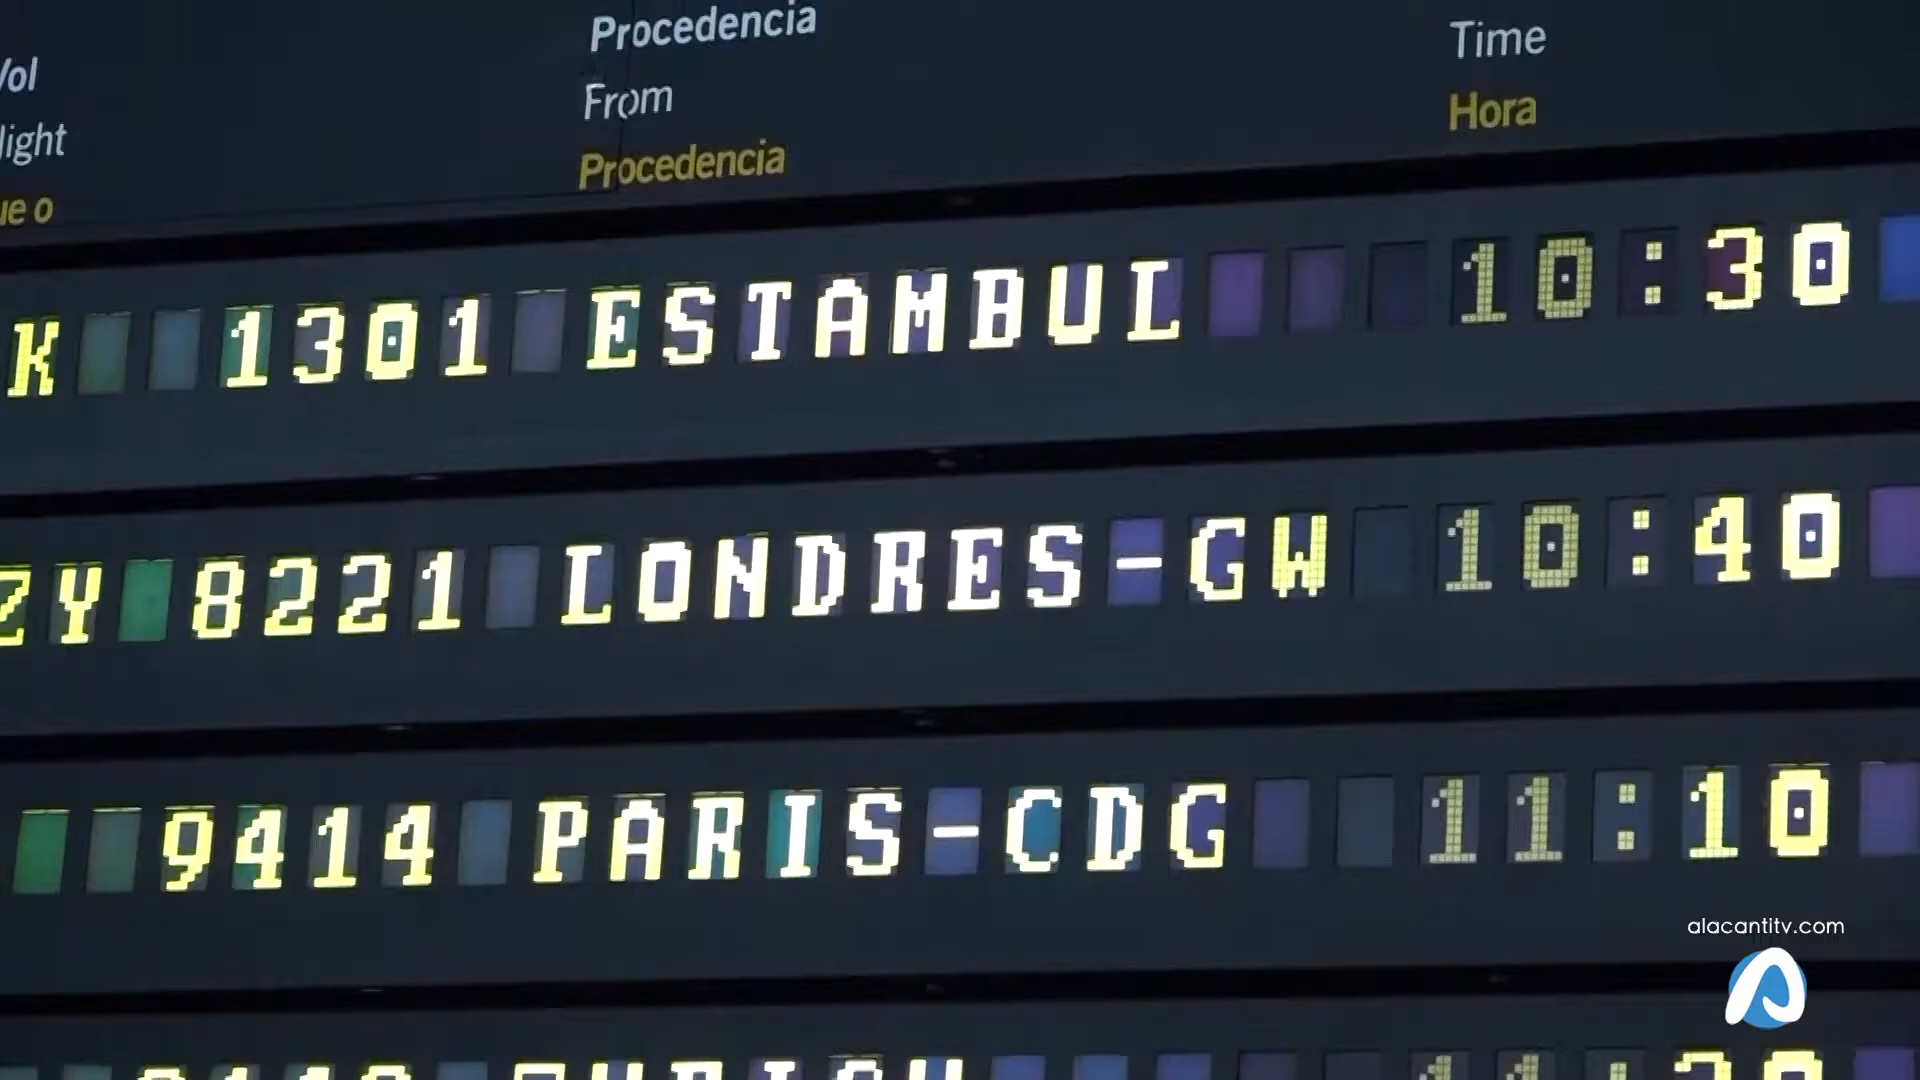 Procedencia
Time
Vol
From
Hora
light
Procedencia
ue o
K 1301 ESTAMBUL 10:30
ZY 8221 LONDRES-GW 10:40
9414 PARIS-CDG 11:10
alacantitv.com